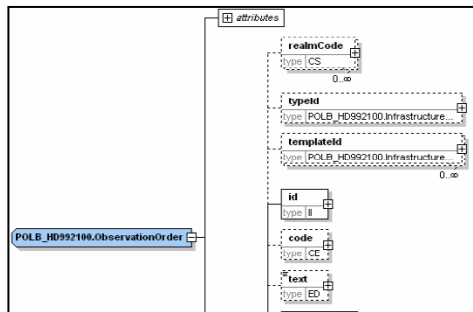 attributes
realmCode
type CS
0..∞
typeId
type POLB_HD992100.Infrastructure...
templateId
type POLB_HD992100.Infrastructure...
0..∞
id
type II
POLB_HD992100.ObservationOrder
code
type CE
text
type ED